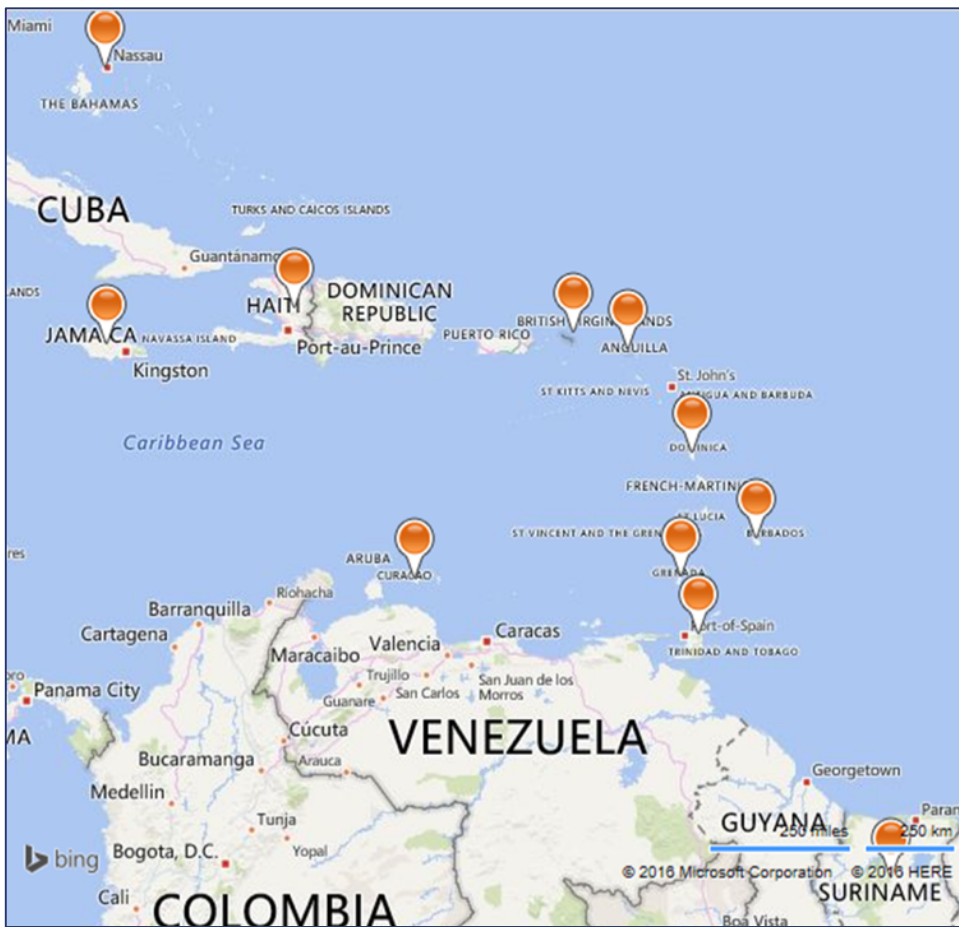 Miami
Nassau
THE BAHAMAS
CUBA
TURKS AND CAICOS ISLANDS
Guantánamo
ANDS
HAITI
DOMINICAN
REPUBLIC
JAMAICA
NAVASSA ISLAND
Port-au-Prince
Kingston
PUERTO RICO
BRITISH VIRGIN ISLANDS
ANGUILLA
St. John's
ST KITTS AND NEVIS
ANTIGUA AND BARBUDA
Caribbean Sea
DOMINICA
FRENCH-MARTINI
ST LUCIA
ST VINCENT AND THE GREN
BARBADOS
res
ARUBA
CURACAO
GRENADA
Riohacha
Barranquilla
Cartagena
Maracaibo
Valencia
Caracas
Port-of-Spain
TRINIDAD AND TOBAGO
oro
Panama City
MA
Trujillo
Guanare
San Carlos
San Juan de los
Morros
Cúcuta
VENEZUELA
Bucaramanga
Arauca
Medellin
Georgetown
Tunja
Yopal
Param
GUYANA
250 miles
250 km
bing
Bogota, D.C.
© 2016 Microsoft Corporation
© 2016 HERE
Cali
COLOMBIA
SURINAME
Boa Vista